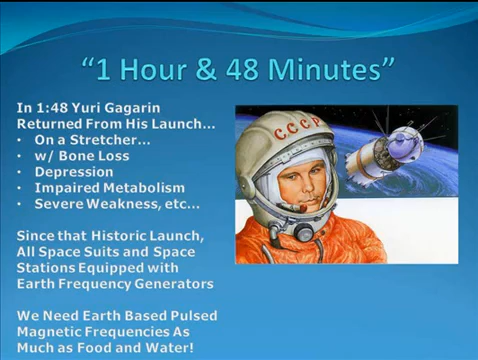 “1 Hour & 48 Minutes”
In 1:48 Yuri Gagarin
Returned From His Launch...
• On a Stretcher...
• w/ Bone Loss
• Depression
• Impaired Metabolism
• Severe Weakness, etc...
Since that Historic Launch,
All Space Suits and Space
Stations Equipped with
Earth Frequency Generators
We Need Earth Based Pulsed
Magnetic Frequencies As
Much as Food and Water!
CCCP